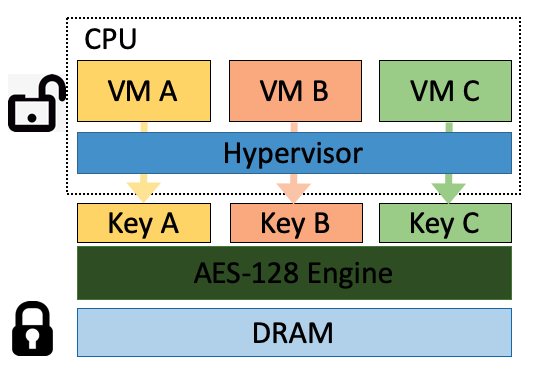 CPU
VM A
VM B
VM C
Hypervisor
Key A
Key B
Key C
AES-128 Engine
DRAM